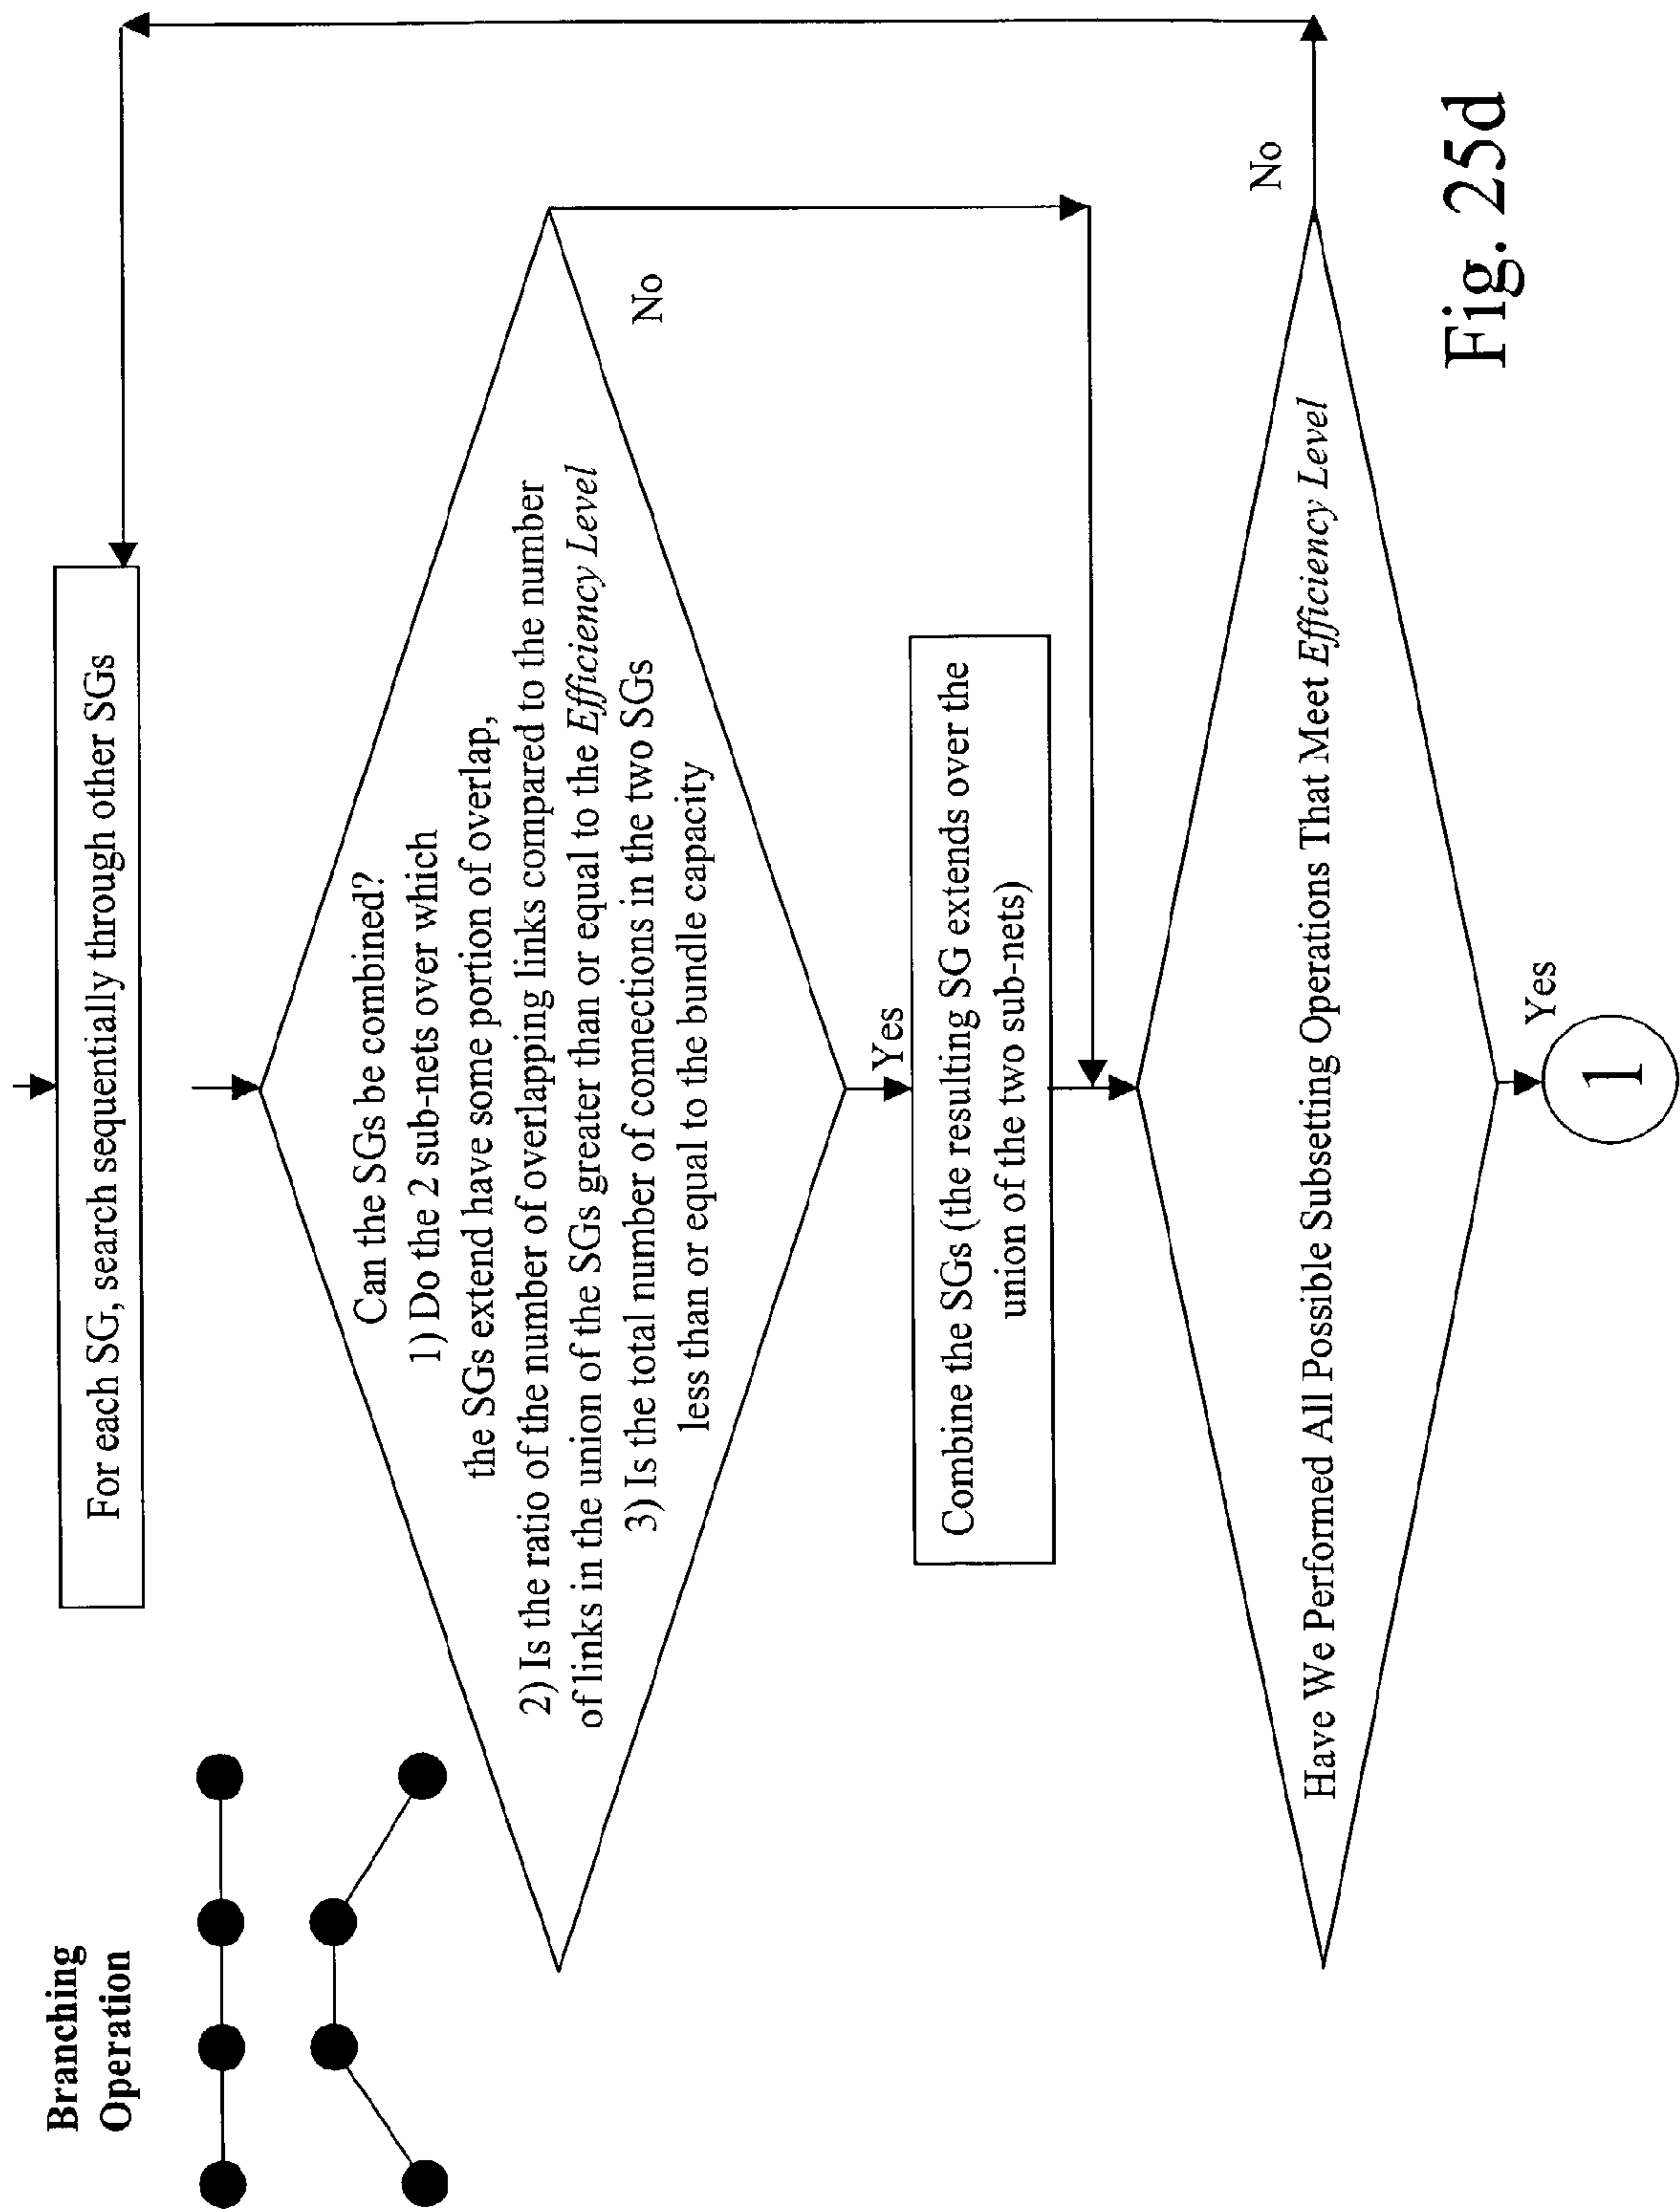 Branching
Operation
For each SG, search sequentially through other SGs
Can the SGs be combined?
1) Do the 2 sub-nets over which
the SGs extend have some portion of overlap,
2) Is the ratio of the number of overlapping links compared to the number
of links in the union of the SGs greater than or equal to the Efficiency Level
3) Is the total number of connections in the two SGs
less than or equal to the bundle capacity
No
Yes
Combine the SGs (the resulting SG extends over the
union of the two sub-nets)
Have We Performed All Possible Subsetting Operations That Meet Efficiency Level
No
Yes
1
Fig. 25d